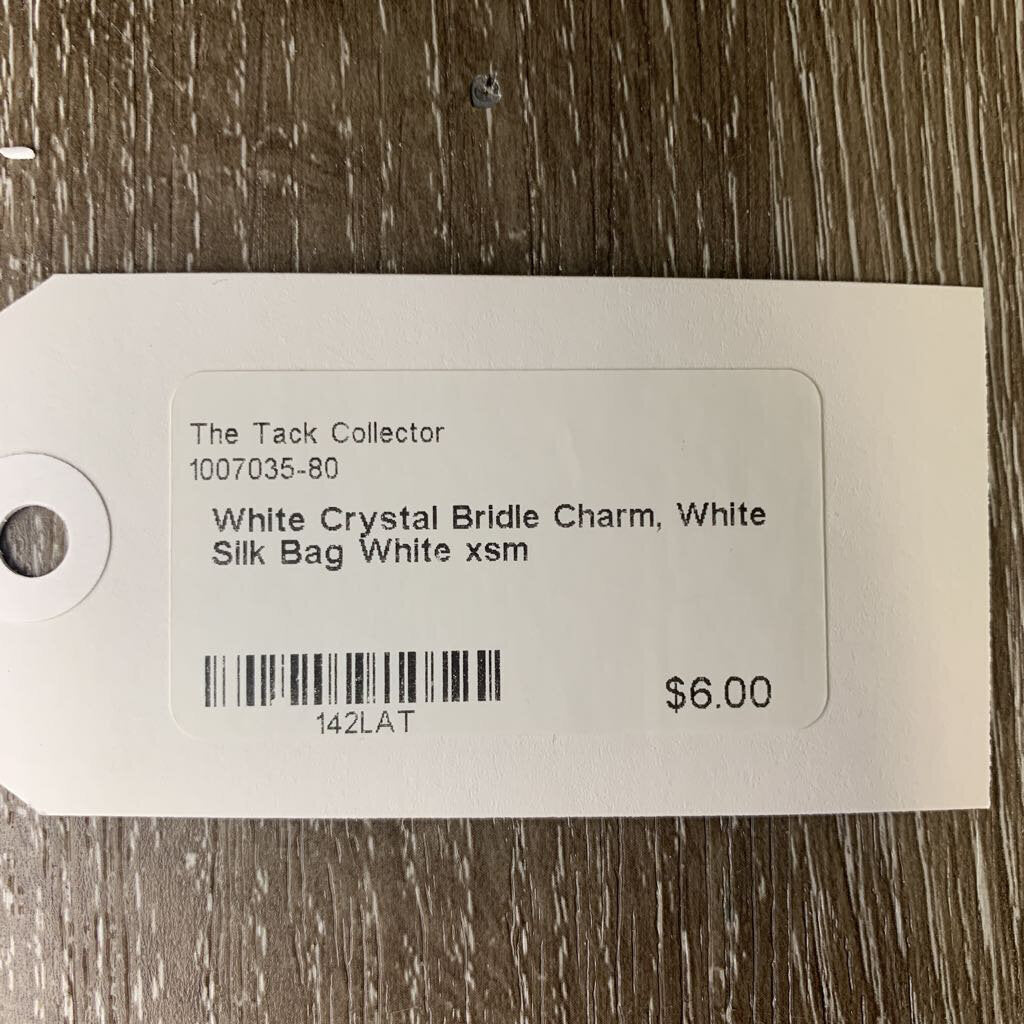 The Tack Collector
1007035-80
White Crystal Bridle Charm, White
Silk Bag White xsm
142LAT
$6.00